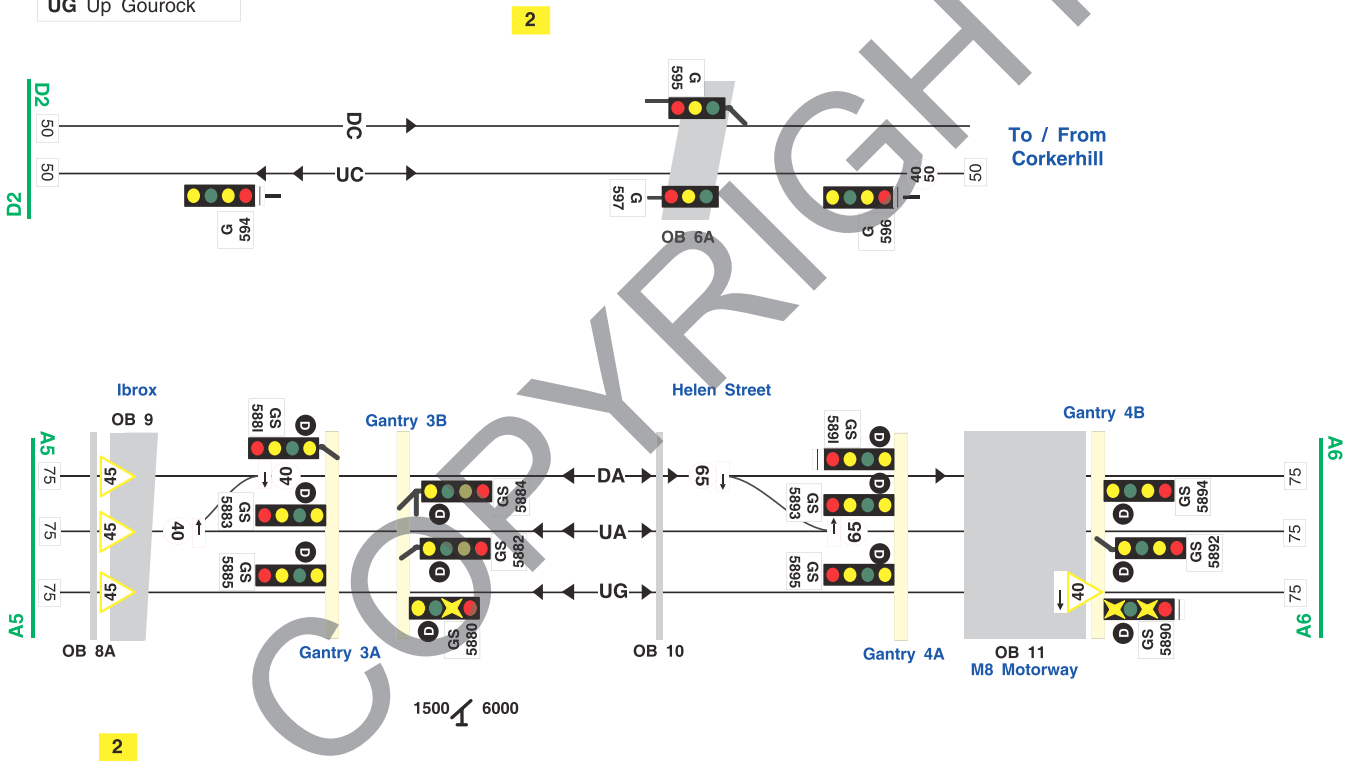 UG Up Gourock
2
D2
50
DC
G
595
To / From
Corkerhill
50
UC
40
50
50
D2
G
594
G
597
OB 6A
G
596
Ibrox
Helen Street
OB 9
Gantry 3B
Gantry 4B
A5
GS
5881
D
GS
5891
D
A6
75
45
40
DA
65
75
D
GS
5884
D
GS
5883
D
GS
5893
D
GS
5894
D
75
45
40
UA
65
75
GS
5882
D
GS
5892
D
GS
5885
D
GS
5895
D
75
45
UG
40
75
A5
D
GS
5880
D
GS
5890
A6
OB 8A
Gantry 3A
OB 10
Gantry 4A
OB 11
M8 Motorway
1500
6000
2
COPYRIGHT